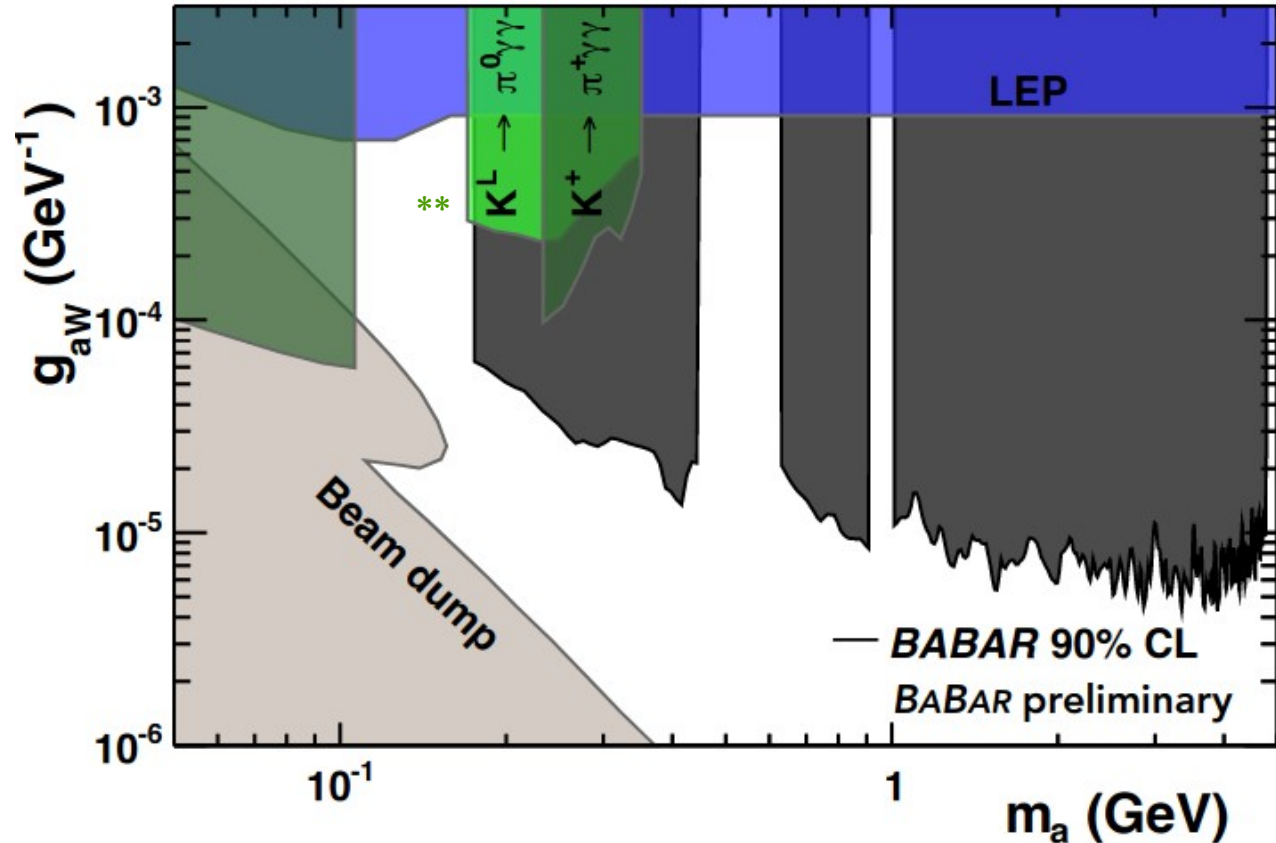 g_aW (GeV^-1)
10^-3
10^-4
10^-5
10^-6
**
K^L → π^0γγ
K^+ → π^+γγ
LEP
Beam dump
BABAR 90% CL
BABAR preliminary
10^-1
1
m_a (GeV)